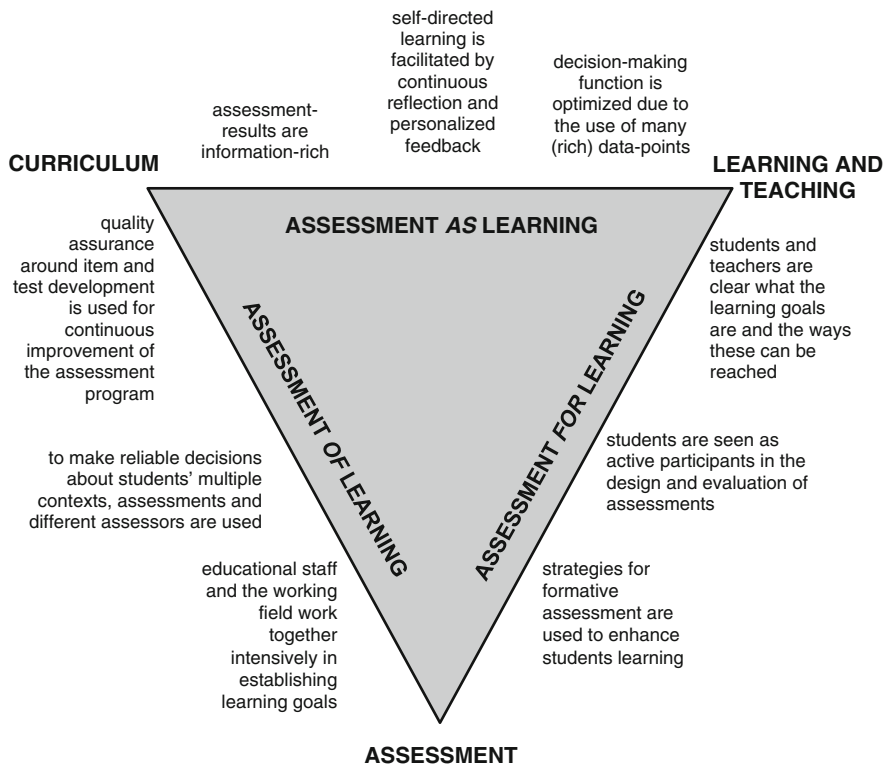 self-directed
learning is
facilitated by
continuous
reflection and
personalized
feedback
decision-making
function is
optimized due to
the use of many
(rich) data-points
assessment-
results are
information-rich
CURRICULUM
LEARNING AND
TEACHING
ASSESSMENT AS LEARNING
quality
assurance
around item and
test development
is used for
continuous
improvement of
the assessment
program
students and
teachers are
clear what the
learning goals
are and the ways
these can be
reached
ASSESSMENT OF LEARNING
ASSESSMENT FOR LEARNING
to make reliable decisions
about students' multiple
contexts, assessments and
different assessors are used
students are seen as
active participants in the
design and evaluation of
assessments
educational staff
and the working
field work
together
intensively in
establishing
learning goals
strategies for
formative
assessment are
used to enhance
students learning
ASSESSMENT